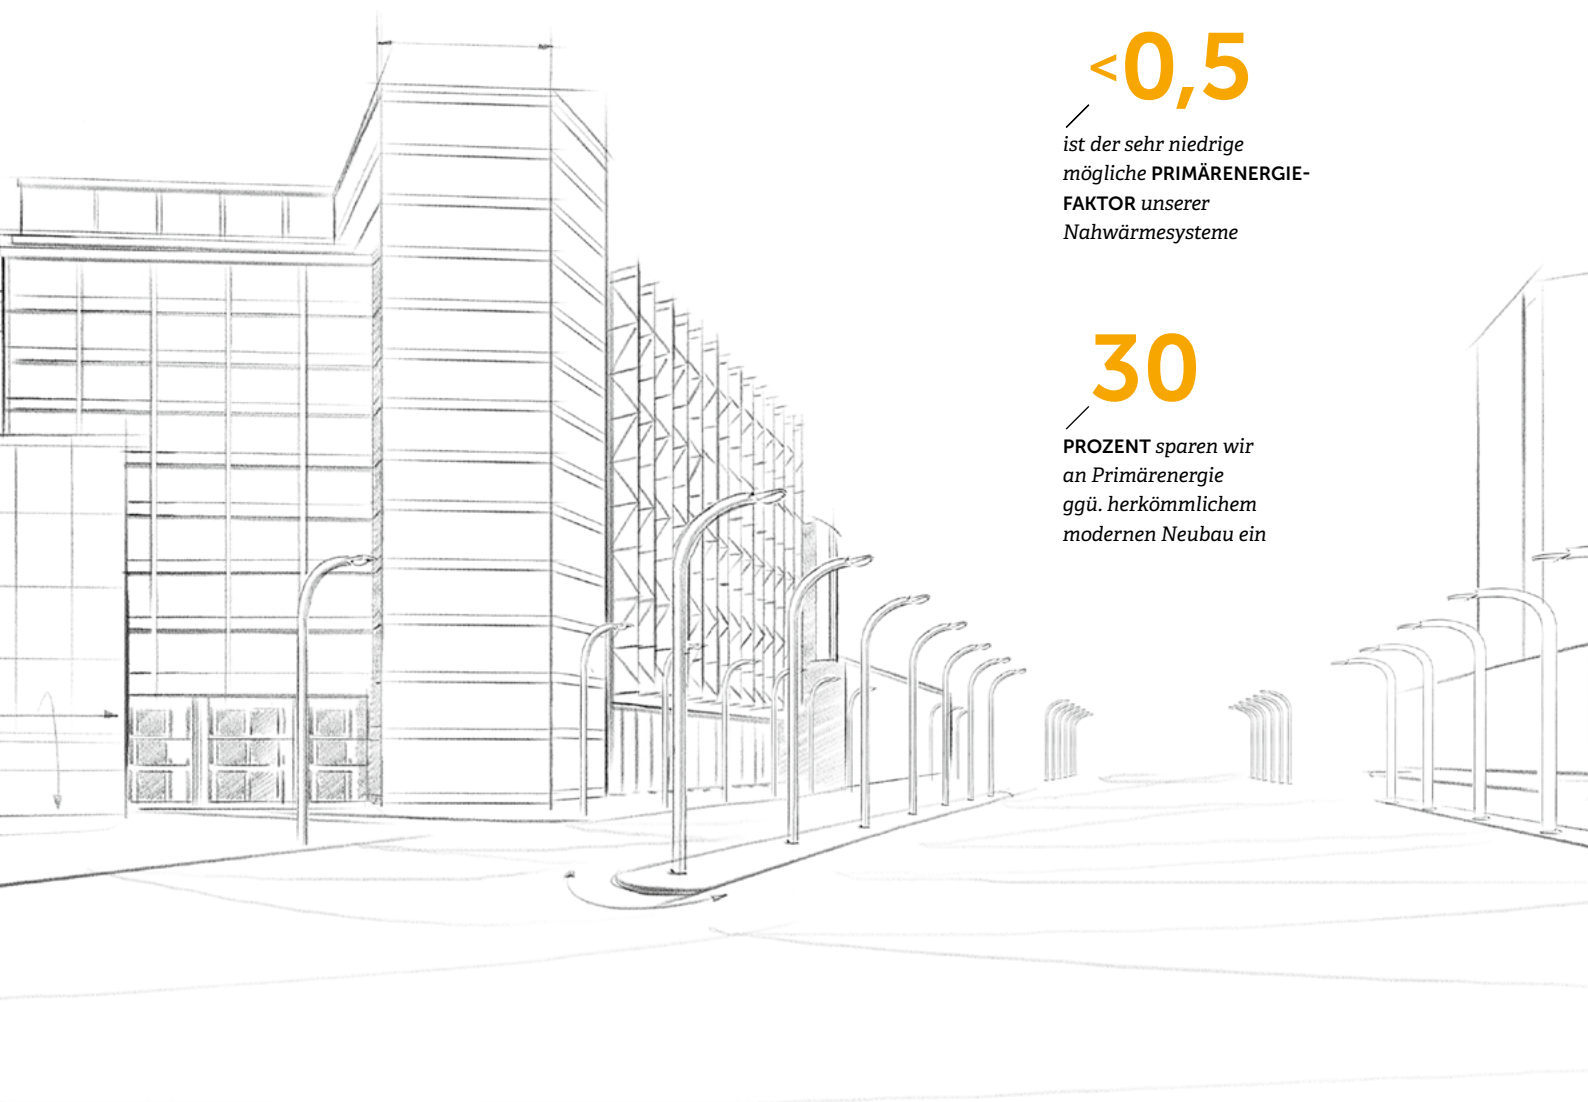 <0,5
ist der sehr niedrige
mögliche PRIMÄRENERGIE-
FAKTOR unserer
Nahwärmesysteme
30
PROZENT sparen wir
an Primärenergie
ggü. herkömmlichem
modernen Neubau ein